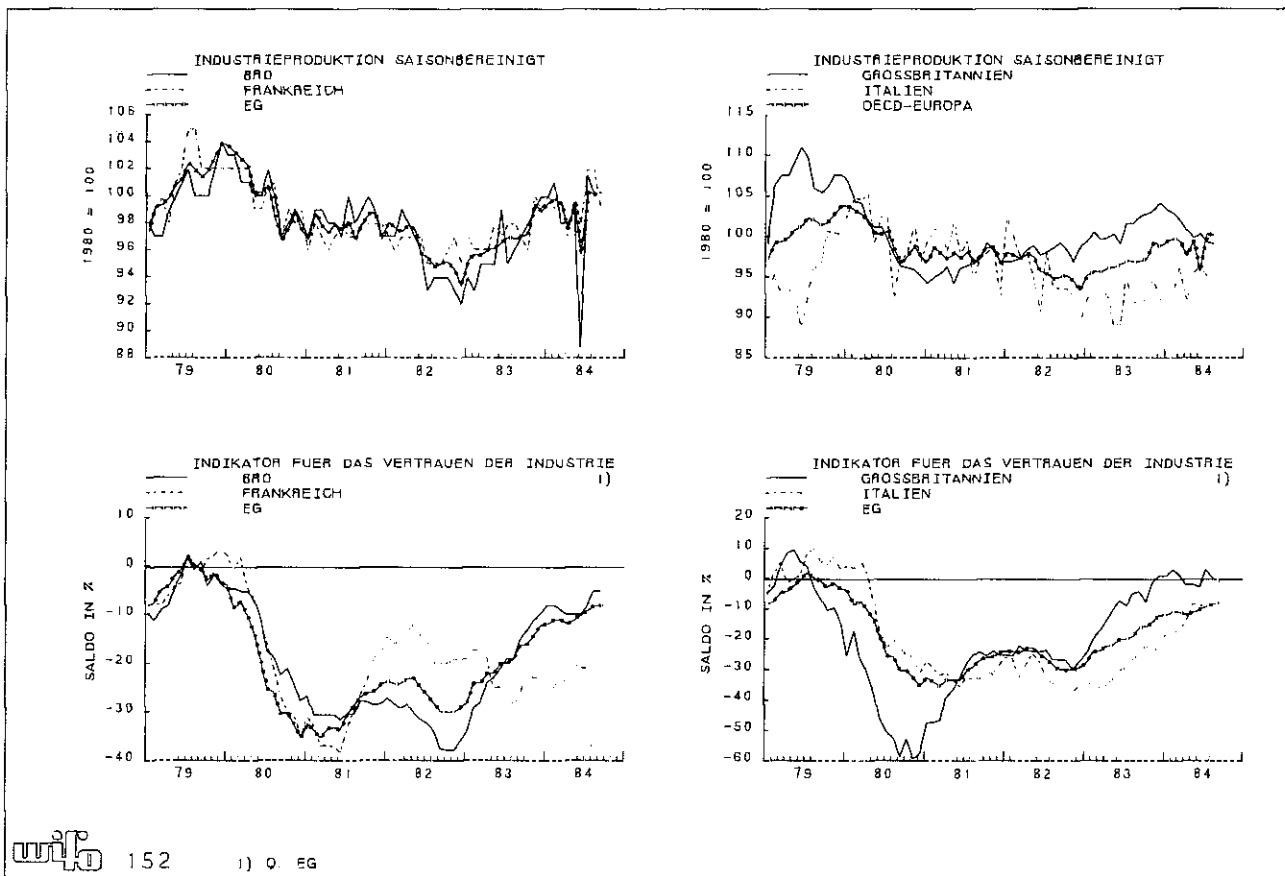 INDUSTRIEPRODUKTION SAISONBEREINIGT
BRD
FRANKREICH
EG
1980 = 100
106
104
102
100
98
96
94
92
90
88
79 80 81 82 83 84
INDUSTRIEPRODUKTION SAISONBEREINIGT
GROSSBRITANNIEN
ITALIEN
OECD-EUROPA
1980 = 100
115
110
105
100
95
90
85
79 80 81 82 83 84
INDIKATOR FUER DAS VERTRAUEN DER INDUSTRIE
BRD 1)
FRANKREICH
EG
SALDO IN %
10
0
-10
-20
-30
-40
79 80 81 82 83 84
INDIKATOR FUER DAS VERTRAUEN DER INDUSTRIE
GROSSBRITANNIEN 1)
ITALIEN
EG
SALDO IN %
20
10
0
-10
-20
-30
-40
-50
-60
79 80 81 82 83 84
wifo 152 1) Q. EG